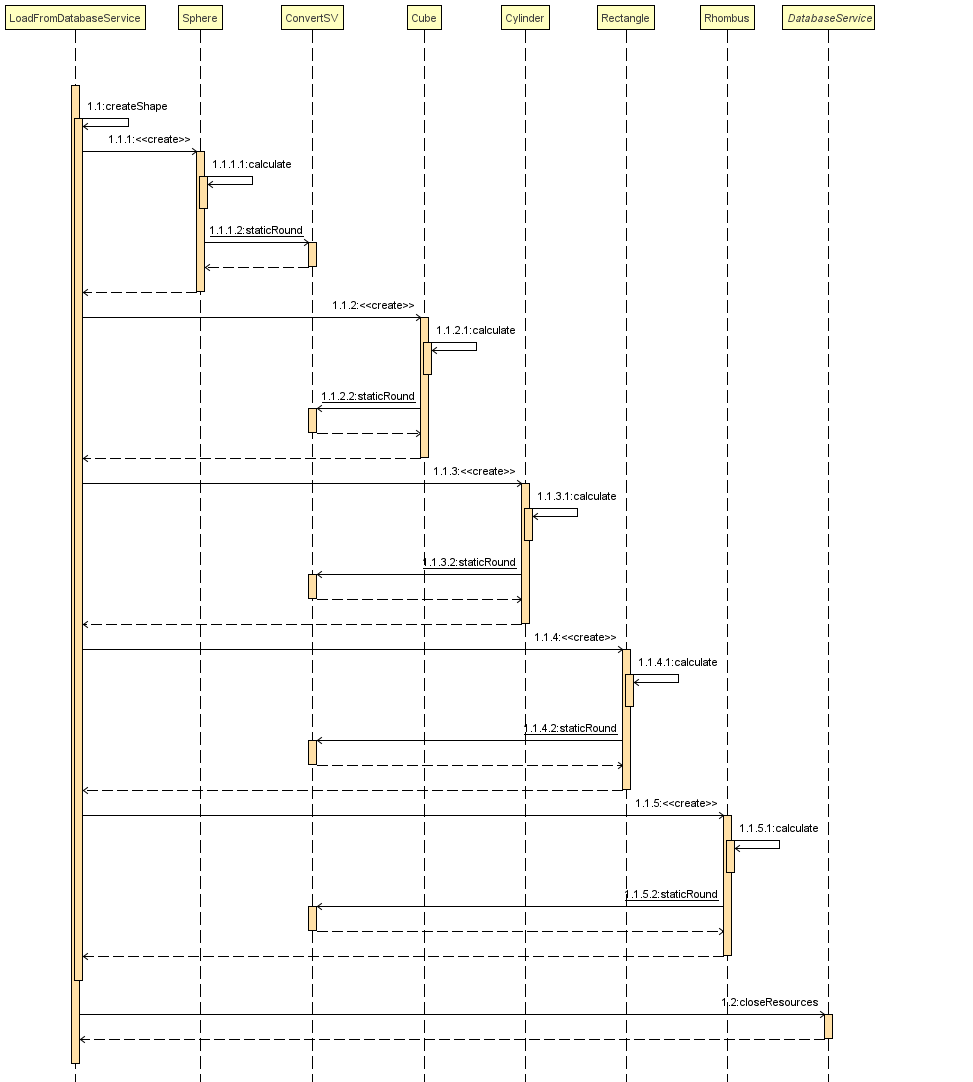 LoadFromDatabaseService
Sphere
ConvertSV
Cube
Cylinder
Rectangle
Rhombus
DatabaseService
1.1:createShape
1.1.1:<<create>>
1.1.1.1:calculate
1.1.1.2:staticRound
1.1.2:<<create>>
1.1.2.1:calculate
1.1.2.2:staticRound
1.1.3:<<create>>
1.1.3.1:calculate
1.1.3.2:staticRound
1.1.4:<<create>>
1.1.4.1:calculate
1.1.4.2:staticRound
1.1.5:<<create>>
1.1.5.1:calculate
1.1.5.2:staticRound
1.2:closeResources